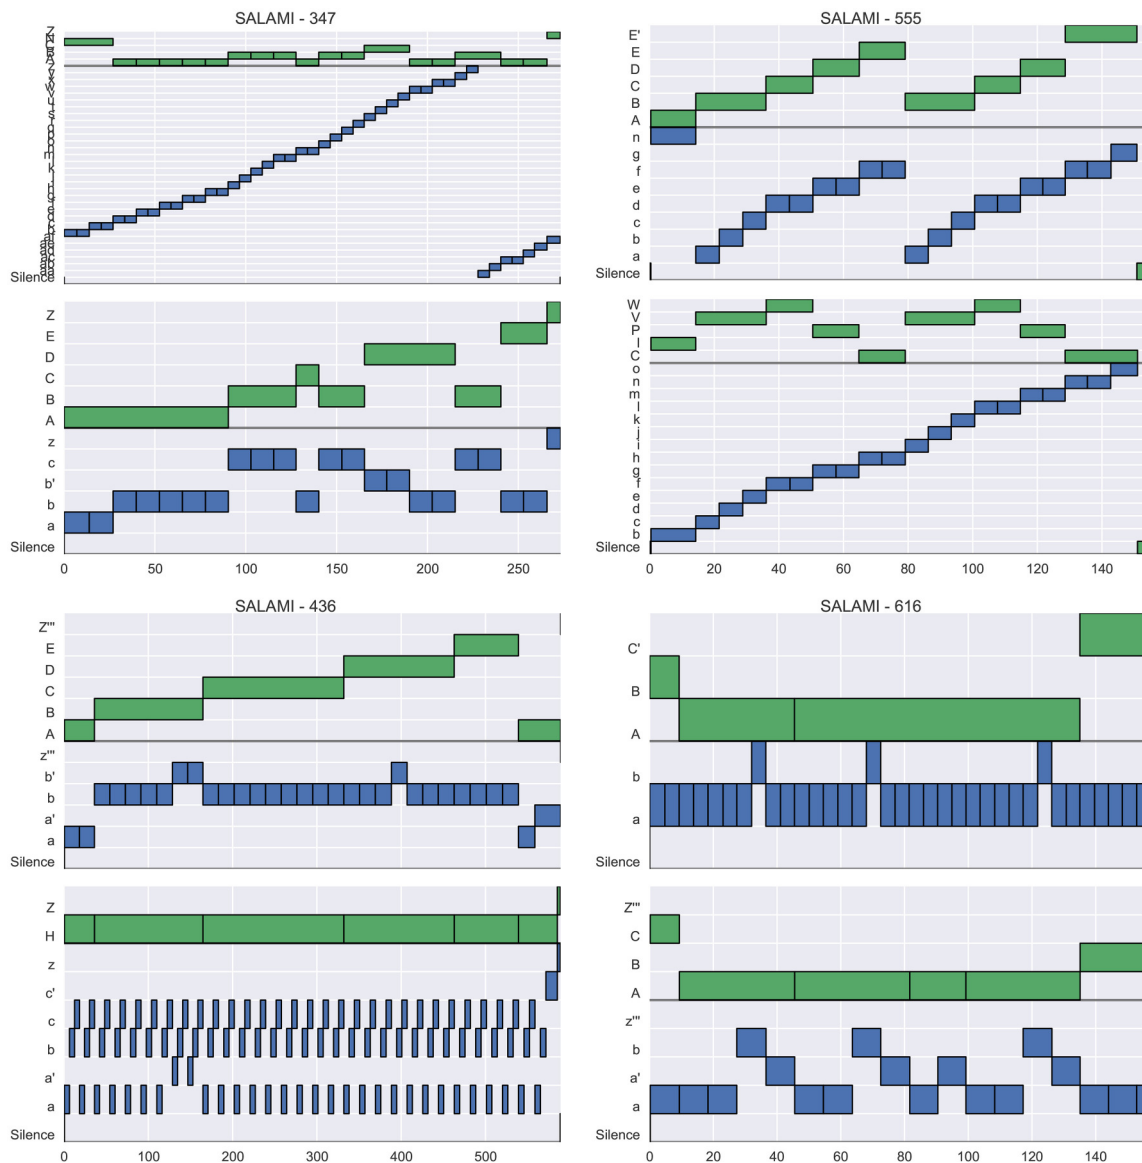 SALAMI - 347
Z
Silence
Z
E
D
C
B
A
z
c
b'
b
a
Silence
0 50 100 150 200 250
SALAMI - 555
E'
E
D
C
B
A
n
g
f
e
d
c
b
a
Silence
W
V
P
I
C
o
n
m
l
k
j
i
h
g
f
e
d
c
b
Silence
0 20 40 60 80 100 120 140
SALAMI - 436
Z'''
E
D
C
B
A
z'''
b'
b
a'
a
Silence
Z
H
z
c'
c
b
a'
a
Silence
0 100 200 300 400 500
SALAMI - 616
C'
B
A
b
a
Silence
Z'''
C
B
A
z'''
b
a'
a
Silence
0 20 40 60 80 100 120 140